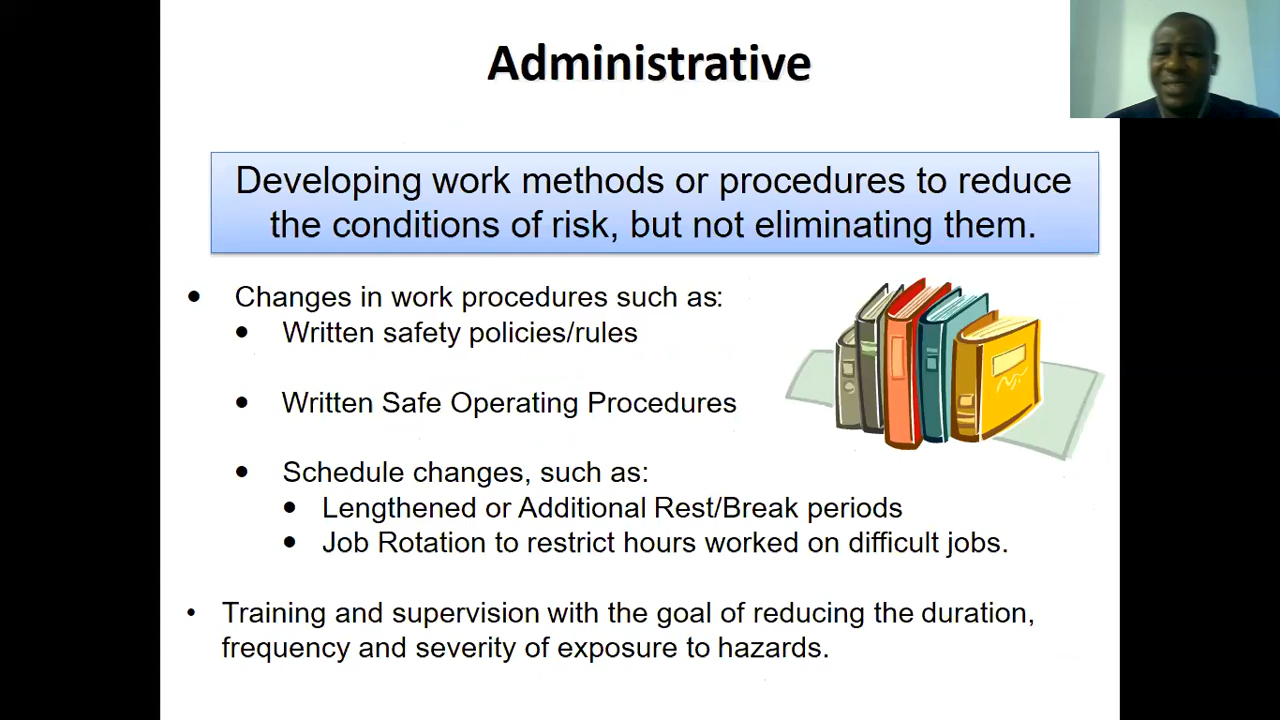 Administrative
Developing work methods or procedures to reduce
the conditions of risk, but not eliminating them.
• Changes in work procedures such as:
• Written safety policies/rules
• Written Safe Operating Procedures
• Schedule changes, such as:
• Lengthened or Additional Rest/Break periods
• Job Rotation to restrict hours worked on difficult jobs.
• Training and supervision with the goal of reducing the duration,
frequency and severity of exposure to hazards.